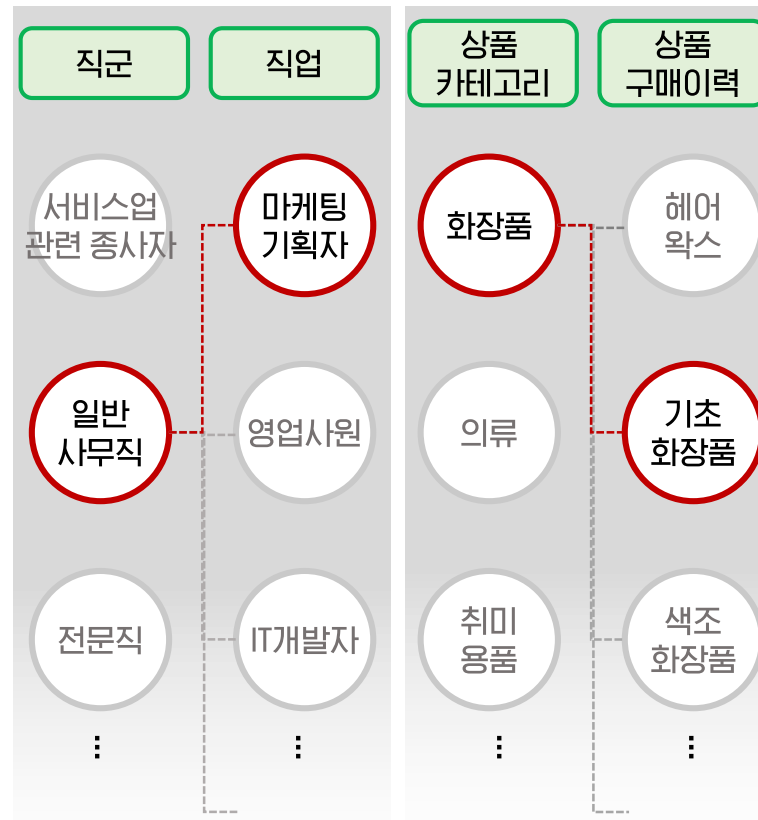 직군
직업
상품
카테고리
상품
구매이력
서비스업
관련 종사자
마케팅
기획자
화장품
헤어
왁스
일반
사무직
영업사원
의류
기초
화장품
전문직
IT개발자
취미
용품
색조
화장품